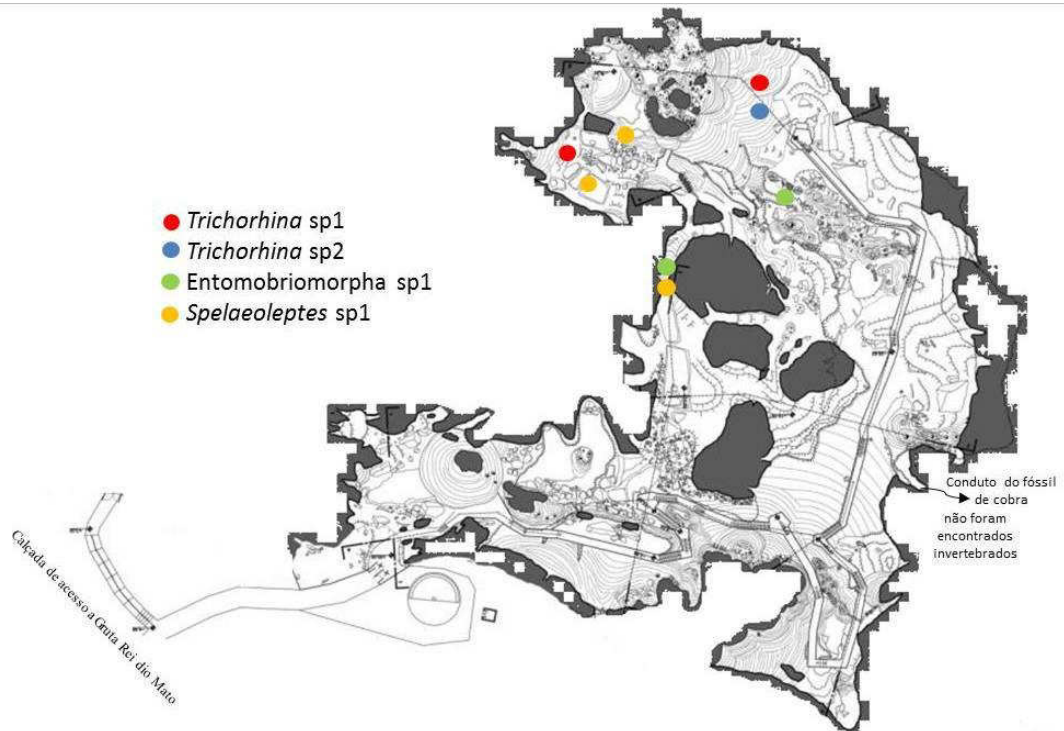 Trichorhina sp1
Trichorhina sp2
Entomobriomorpha sp1
Spelaeoleptes sp1
Conduto do fóssil
de cobra
não foram
encontrados
invertebrados
Calçada de acesso a Gruta Rei dio Mato